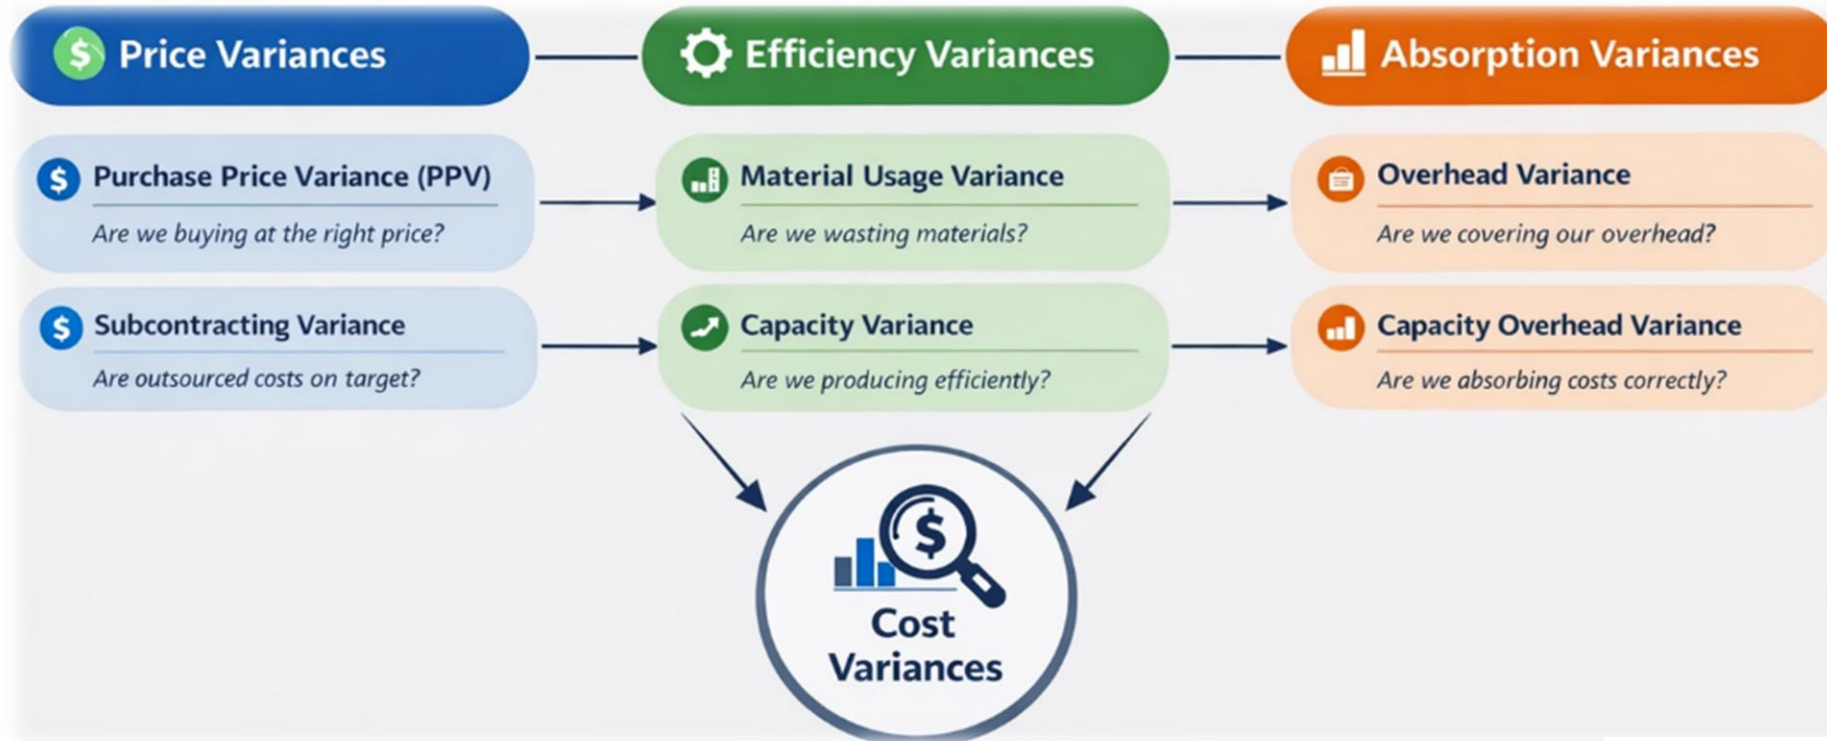 Price Variances
Efficiency Variances
Absorption Variances
Purchase Price Variance (PPV)
Are we buying at the right price?
Material Usage Variance
Are we wasting materials?
Overhead Variance
Are we covering our overhead?
Subcontracting Variance
Are outsourced costs on target?
Capacity Variance
Are we producing efficiently?
Capacity Overhead Variance
Are we absorbing costs correctly?
Cost
Variances